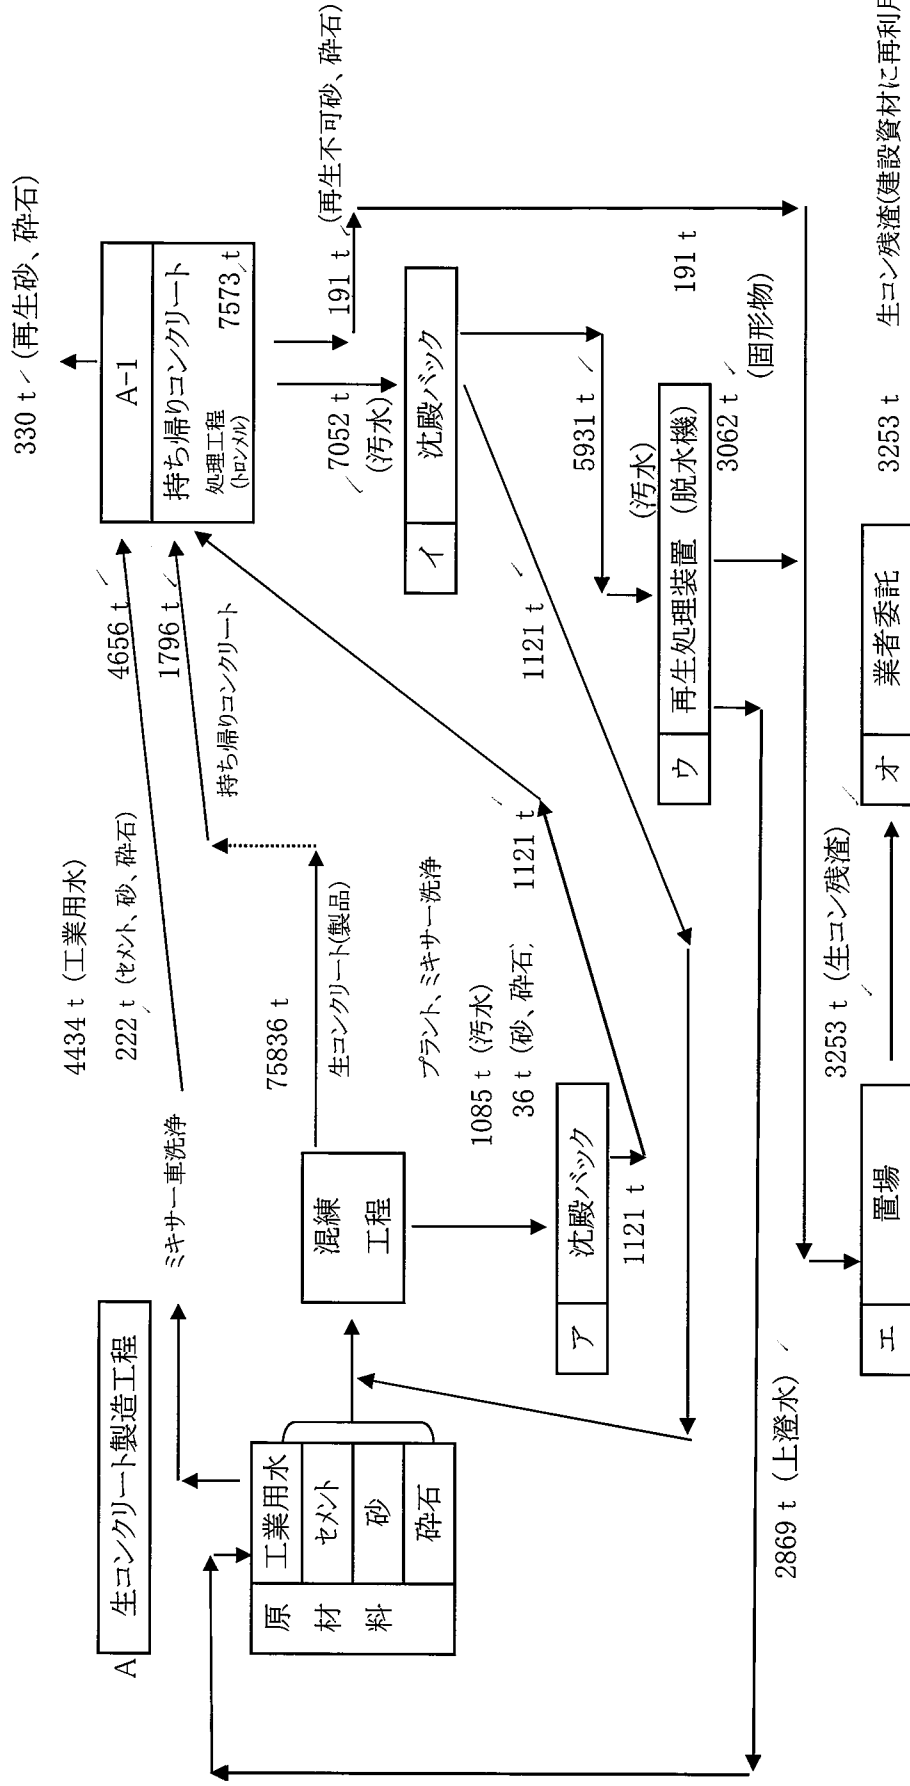 A 生コンクリート製造工程
原材料
工業用水
セメント
砂
砕石
ミキサー車洗浄
4434 t (工業用水)
222 t (セメント、砂、砕石)
4656 t
混練
工程
75836 t
生コンクリート(製品)
持ち帰りコンクリート
1796 t
A-1
持ち帰りコンクリート
処理工程
(トロンメル)
7573 t
330 t (再生砂、砕石)
プラント、ミキサー洗浄
1085 t (汚水)
36 t (砂、砕石)
1121 t
ア 沈殿バック
1121 t
7052 t
(汚水)
191 t (再生不可砂、砕石)
イ 沈殿バック
1121 t
5931 t
(汚水)
ウ 再生処理装置 (脱水機)
3062 t
(固形物)
191 t
2869 t (上澄水)
エ 置場
3253 t (生コン残渣)
オ 業者委託
3253 t
生コン残渣(建設資材に再利